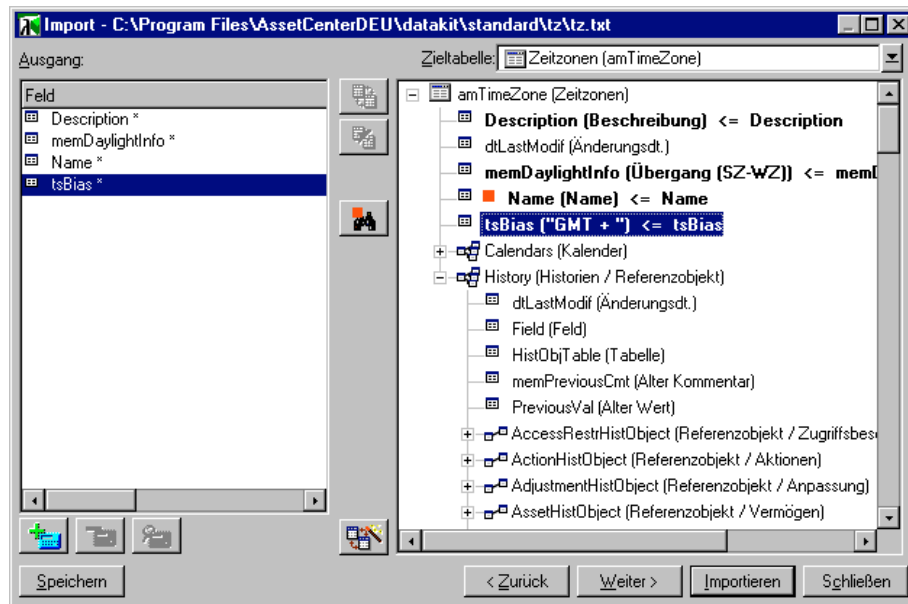 Import - C:\Program Files\AssetCenterDEU\datakit\standard\tz\tz.txt
Ausgang:
Zieltabelle: Zeitzonen (amTimeZone)
Feld
Description *
memDaylightInfo *
Name *
tsBias *
amTimeZone (Zeitzonen)
Description (Beschreibung) <= Description
dtLastModif (Änderungsdt.)
memDaylightInfo (Übergang (SZ-WZ)) <= memD
Name (Name) <= Name
tsBias ("GMT + ") <= tsBias
Calendars (Kalender)
History (Historien / Referenzobjekt)
dtLastModif (Änderungsdt.)
Field (Feld)
HistObjTable (Tabelle)
memPreviousCmt (Alter Kommentar)
PreviousVal (Alter Wert)
AccessRestrHistObject (Referenzobjekt / Zugriffsbes
ActionHistObject (Referenzobjekt / Aktionen)
AdjustmentHistObject (Referenzobjekt / Anpassung)
AssetHistObject (Referenzobjekt / Vermögen)
Speichern
< Zurück
Weiter >
Importieren
Schließen